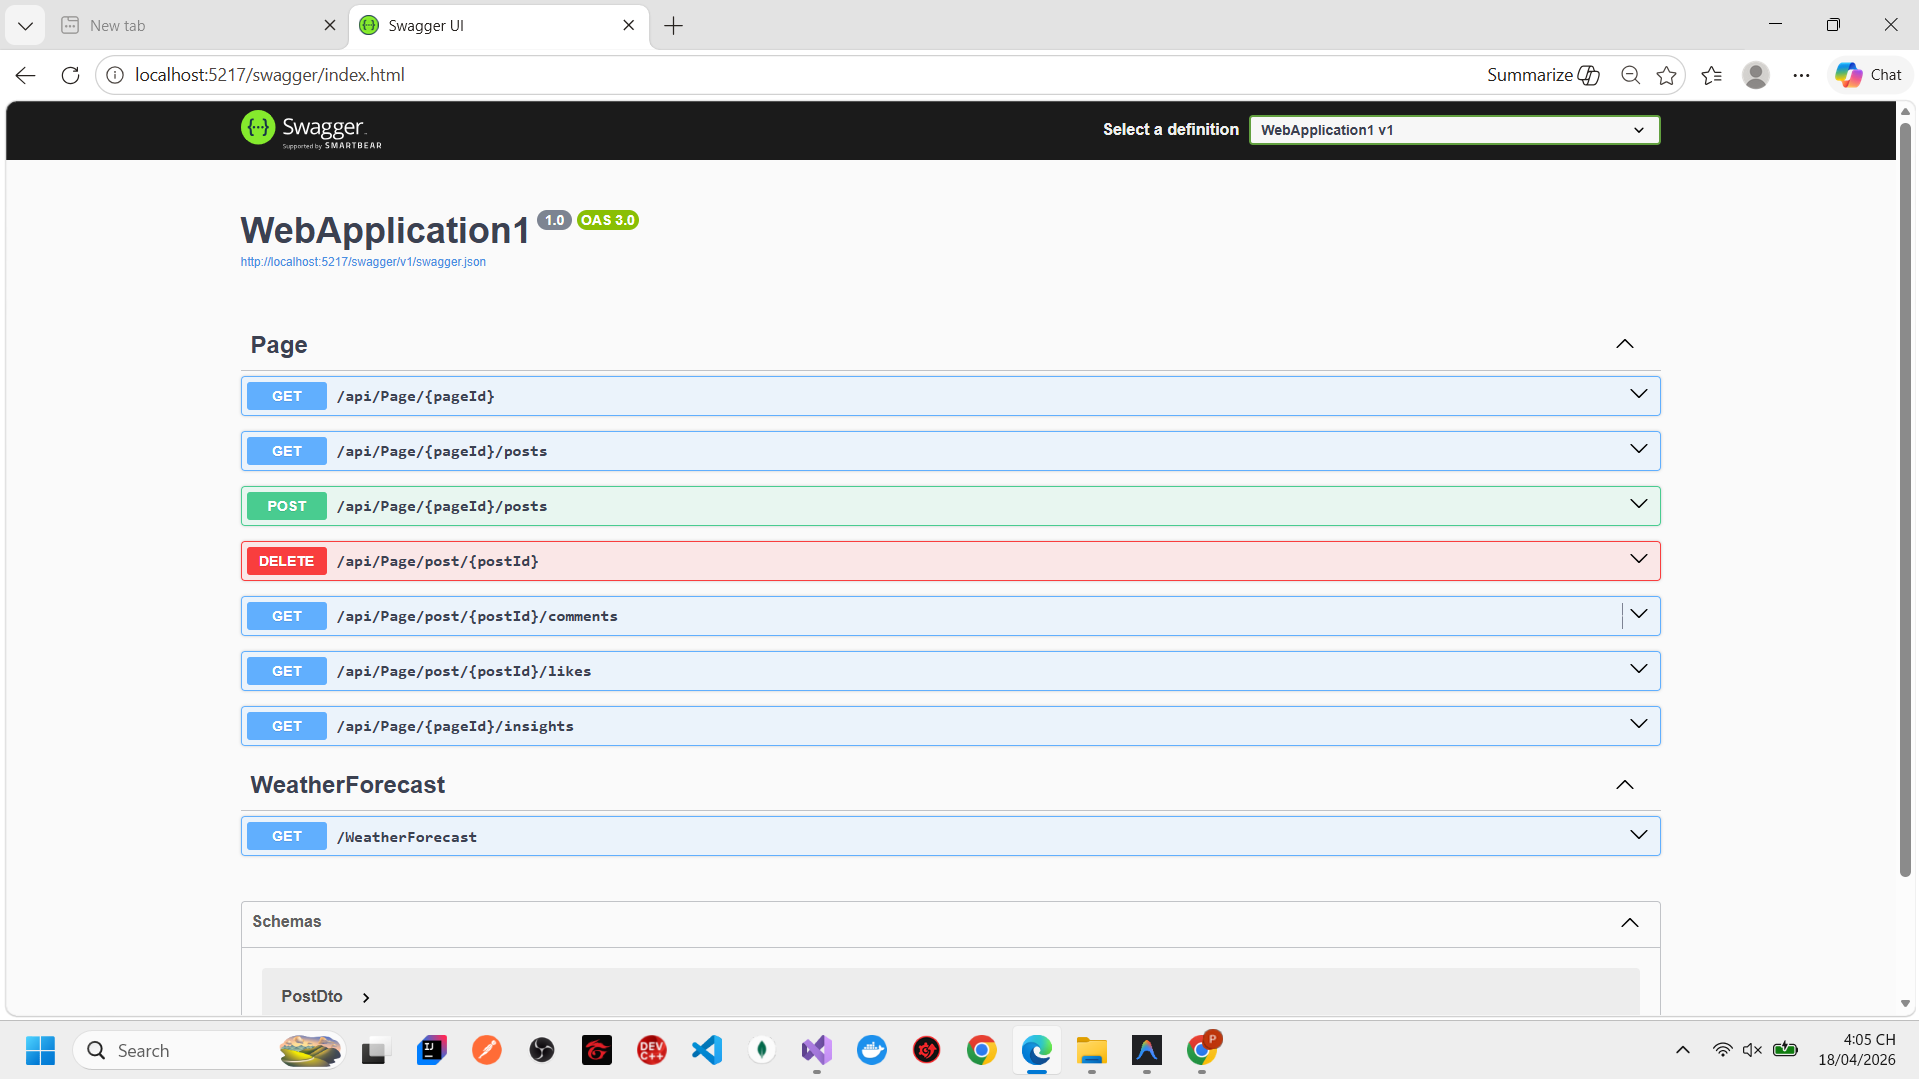 New tab
Swagger UI
localhost:5217/swagger/index.html
Summarize
Chat
Swagger
Supported by SMARTBEAR
Select a definition
WebApplication1 v1
WebApplication1 1.0 OAS 3.0
http://localhost:5217/swagger/v1/swagger.json
Page
GET /api/Page/{pageId}
GET /api/Page/{pageId}/posts
POST /api/Page/{pageId}/posts
DELETE /api/Page/post/{postId}
GET /api/Page/post/{postId}/comments
GET /api/Page/post/{postId}/likes
GET /api/Page/{pageId}/insights
WeatherForecast
GET /WeatherForecast
Schemas
PostDto
Search
IJ
DEV
C++
P
4:05 CH
18/04/2026